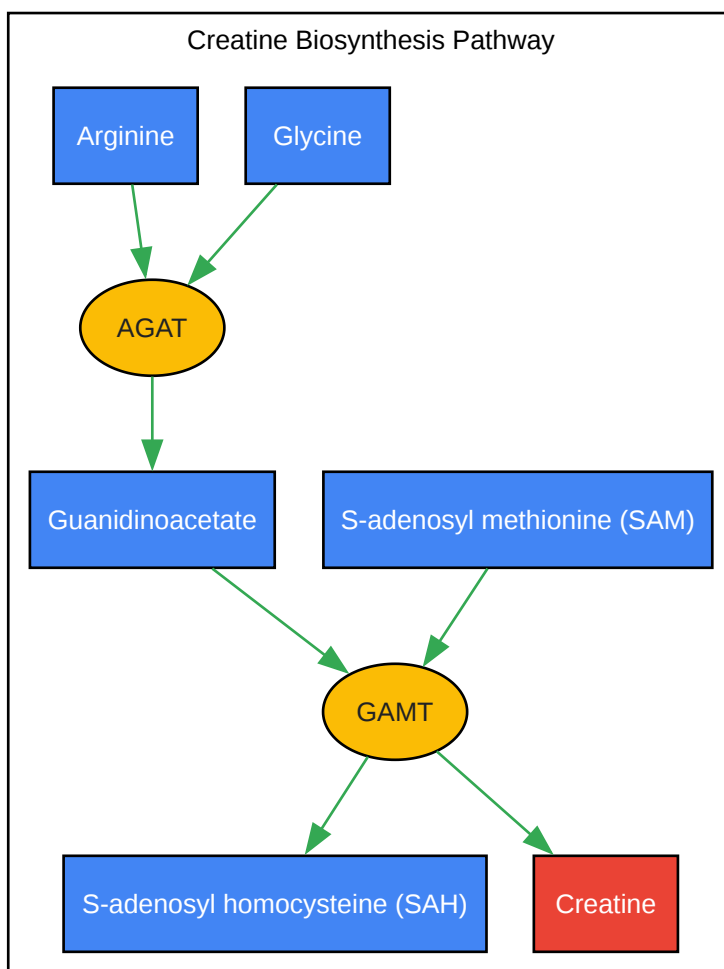 Creatine Biosynthesis Pathway
Arginine
Glycine
AGAT
Guanidinoacetate
S-adenosyl methionine (SAM)
GAMT
S-adenosyl homocysteine (SAH)
Creatine